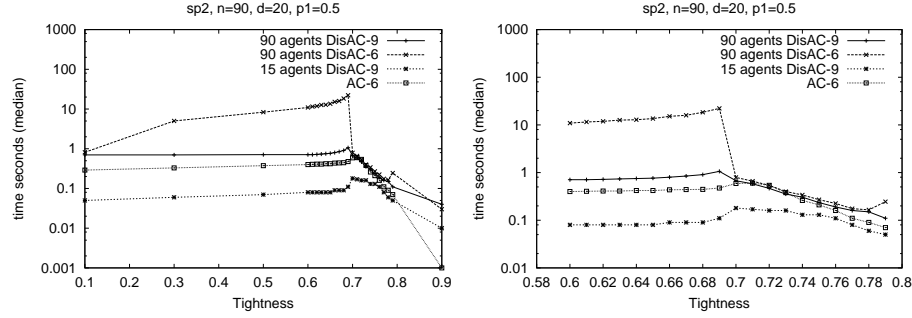 sp2, n=90, d=20, p1=0.5
time seconds (median)
1000
100
10
1
0.1
0.01
0.001
90 agents DisAC-9
90 agents DisAC-6
15 agents DisAC-9
AC-6
0.1 0.2 0.3 0.4 0.5 0.6 0.7 0.8 0.9
Tightness
sp2, n=90, d=20, p1=0.5
time seconds (median)
1000
100
10
1
0.1
0.01
90 agents DisAC-9
90 agents DisAC-6
15 agents DisAC-9
AC-6
0.58 0.6 0.62 0.64 0.66 0.68 0.7 0.72 0.74 0.76 0.78 0.8
Tightness